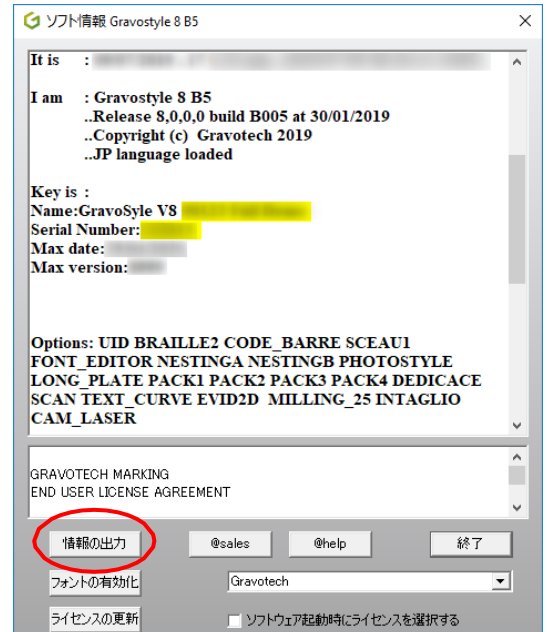 ソフト情報 Gravostyle 8 B5
It is :
I am : Gravostyle 8 B5
..Release 8,0,0,0 build B005 at 30/01/2019
..Copyright (c) Gravotech 2019
..JP language loaded
Key is :
Name:GravoSyle V8
Serial Number:
Max date:
Max version:
Options: UID BRAILLE2 CODE_BARRE SCEAU1
FONT_EDITOR NESTINGA NESTINGB PHOTOSTYLE
LONG_PLATE PACK1 PACK2 PACK3 PACK4 DEDICACE
SCAN TEXT_CURVE EVID2D MILLING_25 INTAGLIO
CAM_LASER
GRAVOTECH MARKING
END USER LICENSE AGREEMENT
情報の出力 @sales @help 終了
フォントの有効化 Gravotech
ライセンスの更新 ソフトウェア起動時にライセンスを選択する